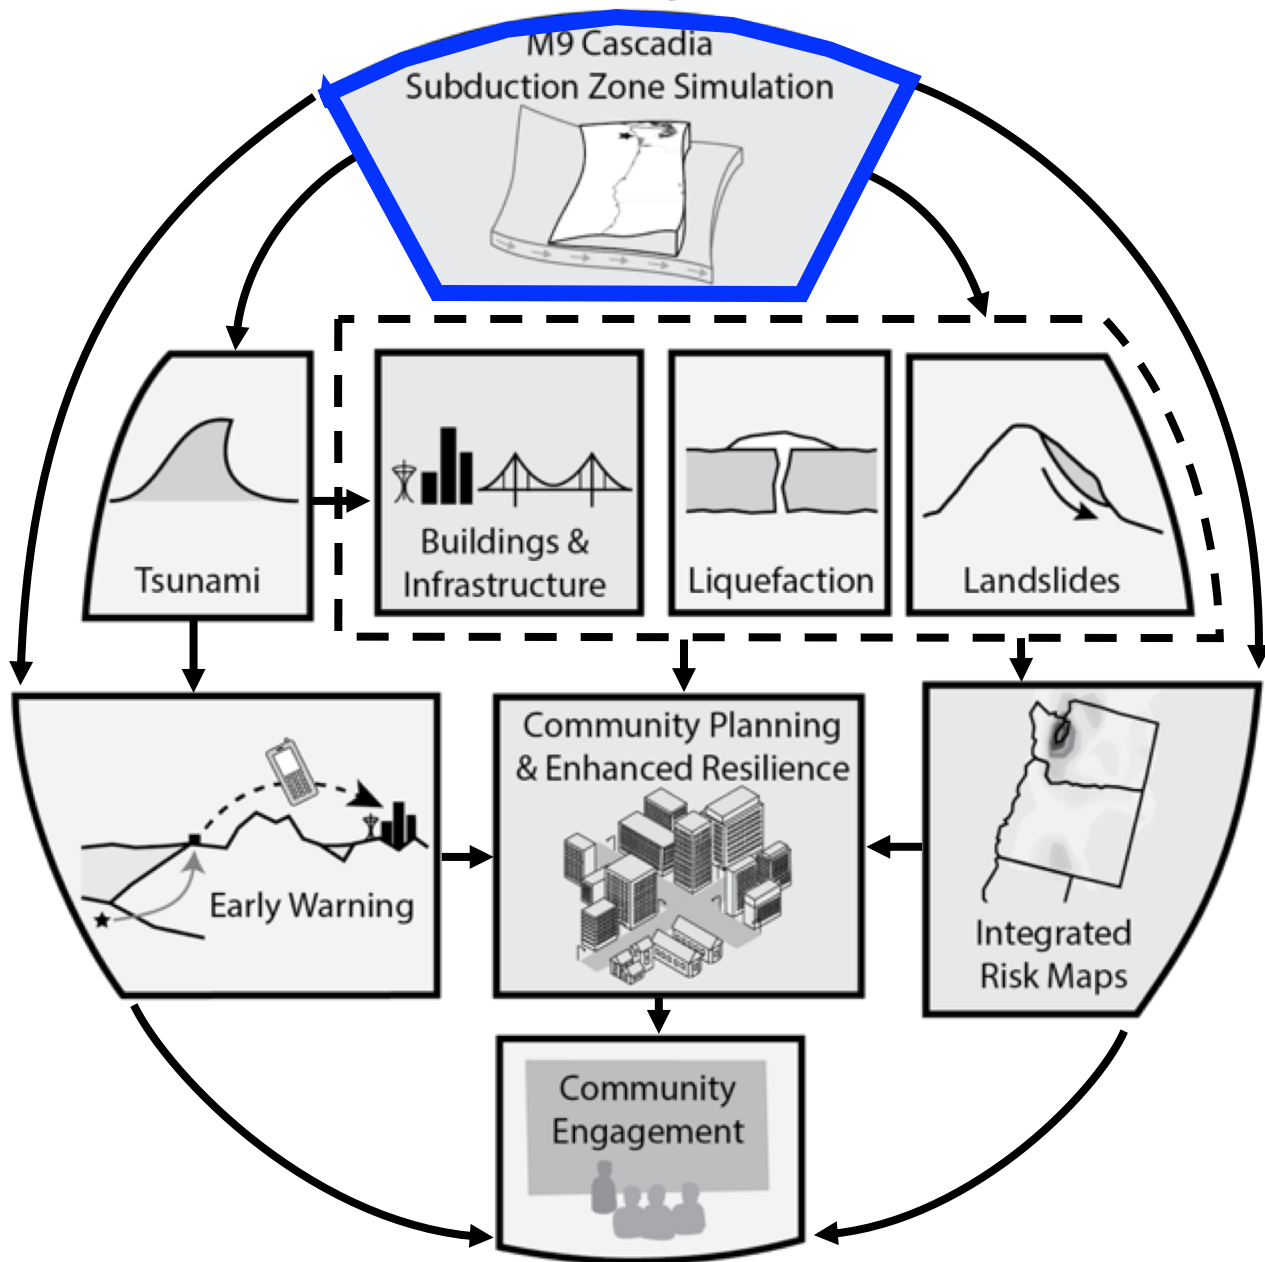 M9 Cascadia
Subduction Zone Simulation
Tsunami
Buildings &
Infrastructure
Liquefaction
Landslides
Early Warning
Community Planning
& Enhanced Resilience
Integrated
Risk Maps
Community
Engagement